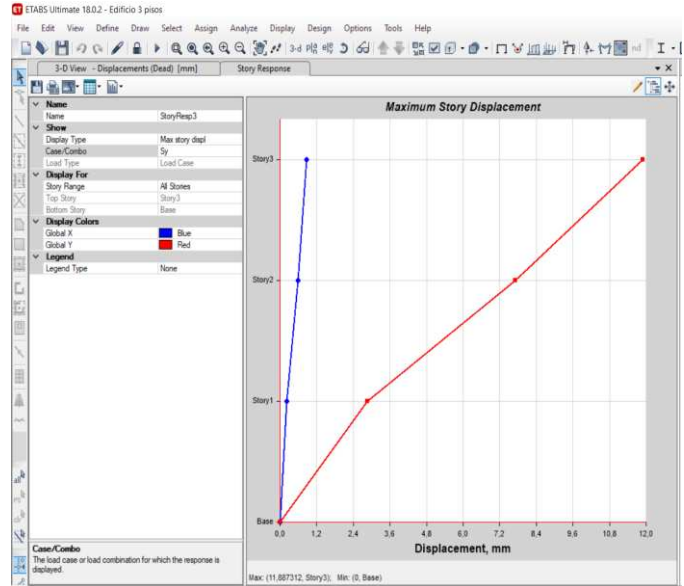 ETABS Ultimate 18.0.2 - Edificio 3 pisos
File Edit View Define Draw Select Assign Analyze Display Design Options Tools Help
3-d
nd
3-D View - Displacements (Dead) [mm] Story Response
Name
Name StoryResp3
Show
Display Type Max story displ
Case/Combo Sy
Load Type Load Case
Display For
Story Range All Stories
Top Story Story3
Bottom Story Base
Display Colors
Global X Blue
Global Y Red
Legend
Legend Type None
Case/Combo
The load case or load combination for which the response is
displayed.
Maximum Story Displacement
Story3
Story2
Story1
Base
0,0 1,2 2,4 3,6 4,8 6,0 7,2 8,4 9,6 10,8 12,0
Displacement, mm
Max: (11,887312, Story3); Min: (0, Base)